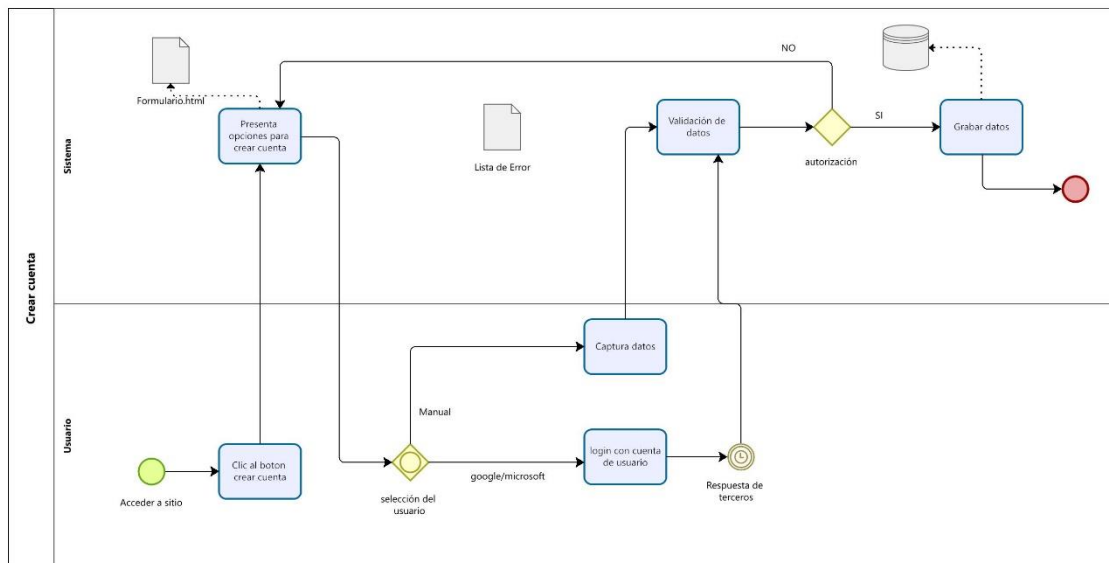 Crear cuenta
Sistema
Formulario.html
Presenta
opciones para
crear cuenta
Lista de Error
Validación de
datos
NO
autorización
SI
Grabar datos
Usuario
Acceder a sitio
Clic al boton
crear cuenta
selección del
usuario
Manual
google/microsoft
Captura datos
login con cuenta
de usuario
Respuesta de
terceros